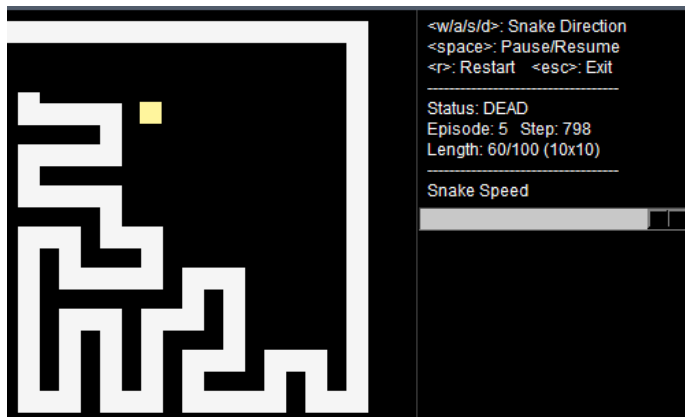 <w/a/s/d>: Snake Direction
<space>: Pause/Resume
<r>: Restart <esc>: Exit
-----------------------------------
Status: DEAD
Episode: 5 Step: 798
Length: 60/100 (10x10)
-----------------------------------
Snake Speed